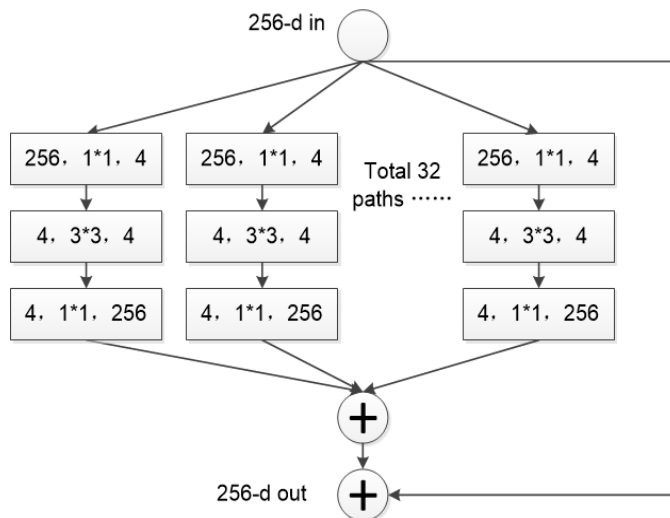 256-d in
256，1*1，4
256，1*1，4
Total 32
paths ······
256，1*1，4
4，3*3，4
4，3*3，4
4，3*3，4
4，1*1，256
4，1*1，256
4，1*1，256
+
256-d out
+